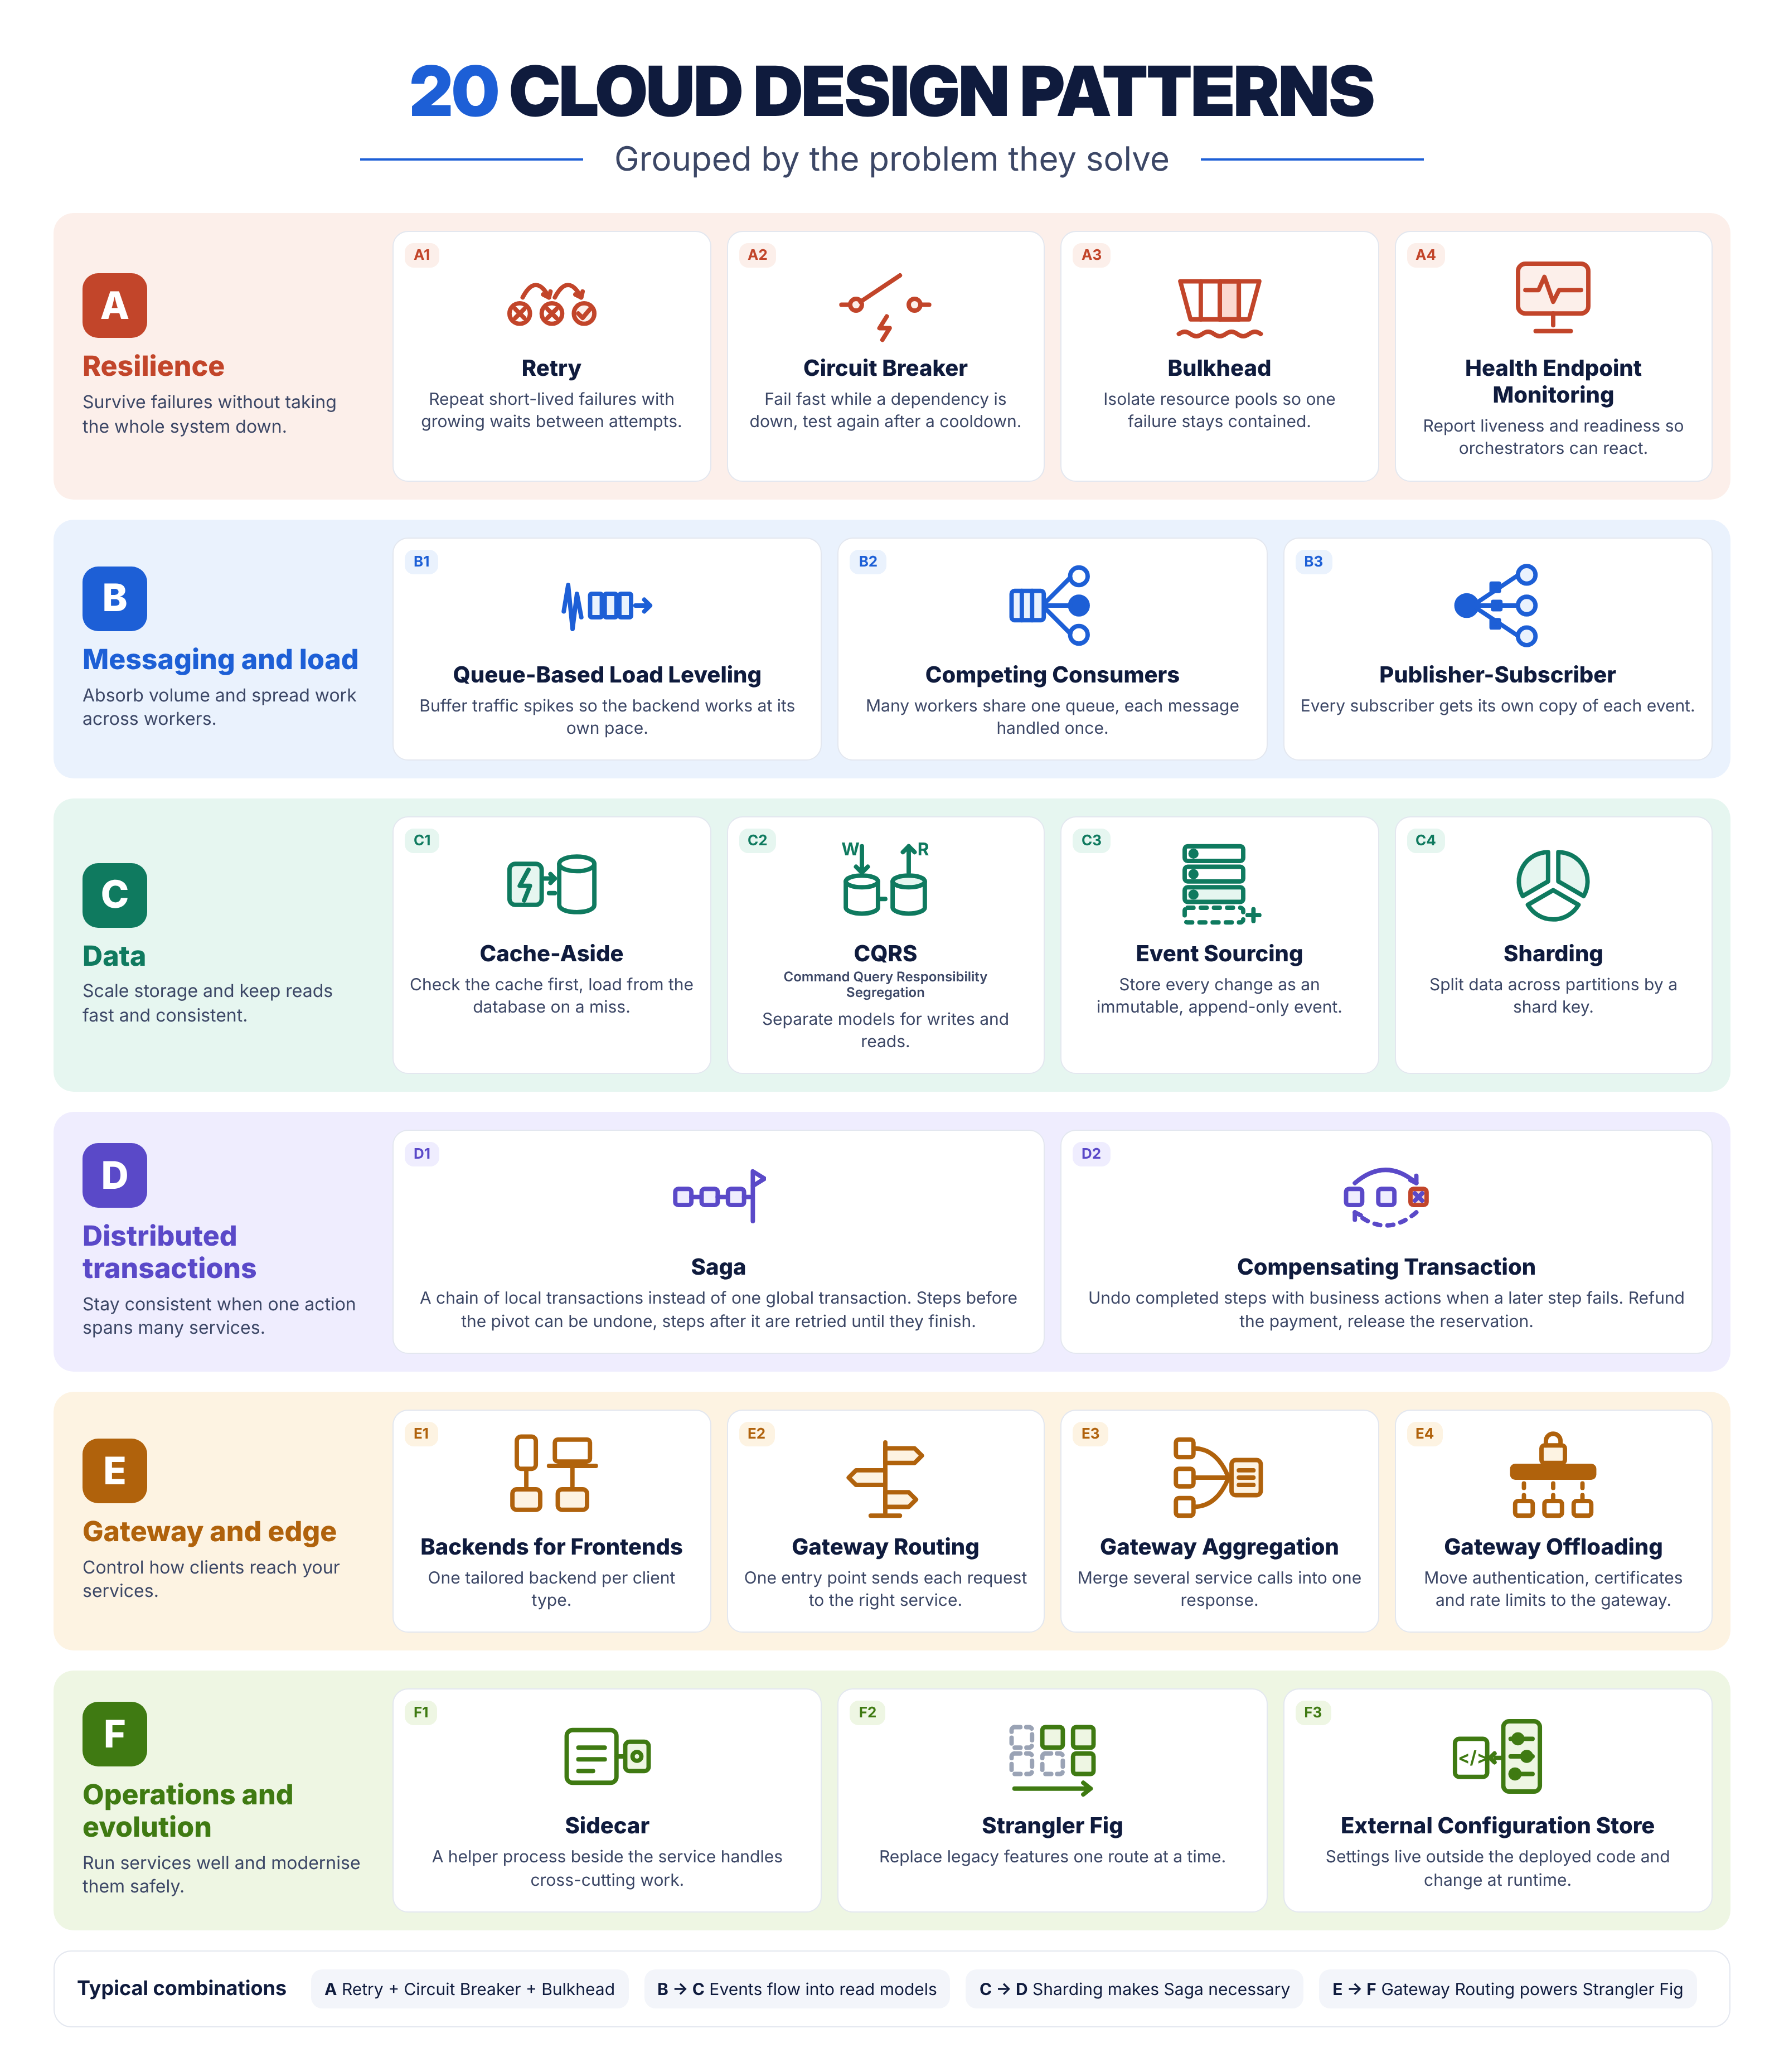 20 CLOUD DESIGN PATTERNS
Grouped by the problem they solve
A
Resilience
Survive failures without taking
the whole system down.
A1
Retry
Repeat short-lived failures with
growing waits between attempts.
A2
Circuit Breaker
Fail fast while a dependency is
down, test again after a cooldown.
A3
Bulkhead
Isolate resource pools so one
failure stays contained.
A4
Health Endpoint
Monitoring
Report liveness and readiness so
orchestrators can react.
B
Messaging and load
Absorb volume and spread work
across workers.
B1
Queue-Based Load Leveling
Buffer traffic spikes so the backend works at its
own pace.
B2
Competing Consumers
Many workers share one queue, each message
handled once.
B3
Publisher-Subscriber
Every subscriber gets its own copy of each event.
C
Data
Scale storage and keep reads
fast and consistent.
C1
Cache-Aside
Check the cache first, load from the
database on a miss.
C2
W R
CQRS
Command Query Responsibility
Segregation
Separate models for writes and
reads.
C3
Event Sourcing
Store every change as an
immutable, append-only event.
C4
Sharding
Split data across partitions by a
shard key.
D
Distributed
transactions
Stay consistent when one action
spans many services.
D1
Saga
A chain of local transactions instead of one global transaction. Steps before
the pivot can be undone, steps after it are retried until they finish.
D2
Compensating Transaction
Undo completed steps with business actions when a later step fails. Refund
the payment, release the reservation.
E
Gateway and edge
Control how clients reach your
services.
E1
Backends for Frontends
One tailored backend per client
type.
E2
Gateway Routing
One entry point sends each request
to the right service.
E3
Gateway Aggregation
Merge several service calls into one
response.
E4
Gateway Offloading
Move authentication, certificates
and rate limits to the gateway.
F
Operations and
evolution
Run services well and modernise
them safely.
F1
Sidecar
A helper process beside the service handles
cross-cutting work.
F2
Strangler Fig
Replace legacy features one route at a time.
F3
</>
External Configuration Store
Settings live outside the deployed code and
change at runtime.
Typical combinations
A Retry + Circuit Breaker + Bulkhead
B → C Events flow into read models
C → D Sharding makes Saga necessary
E → F Gateway Routing powers Strangler Fig